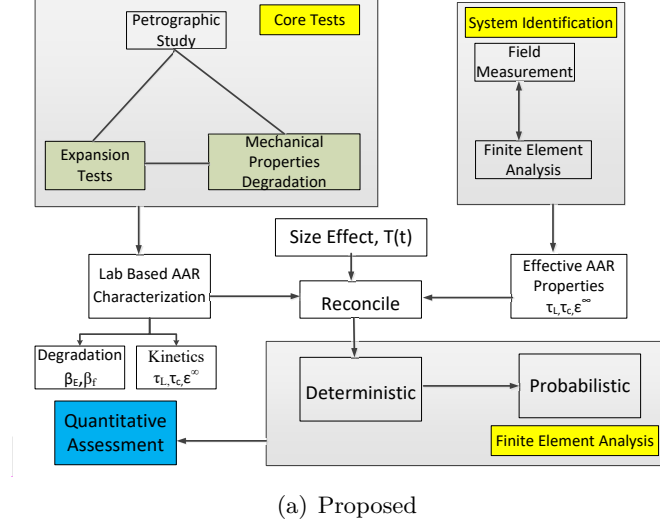 Petrographic
Study
Core Tests
Expansion
Tests
Mechanical
Properties
Degradation
System Identification
Field
Measurement
Finite Element
Analysis
Size Effect, T(t)
Lab Based AAR
Characterization
Reconcile
Effective AAR
Properties
τL,τc,ε∞
Degradation
βE,βf
Kinetics
τL,τc,ε∞
Deterministic
Probabilistic
Quantitative
Assessment
Finite Element Analysis
(a) Proposed